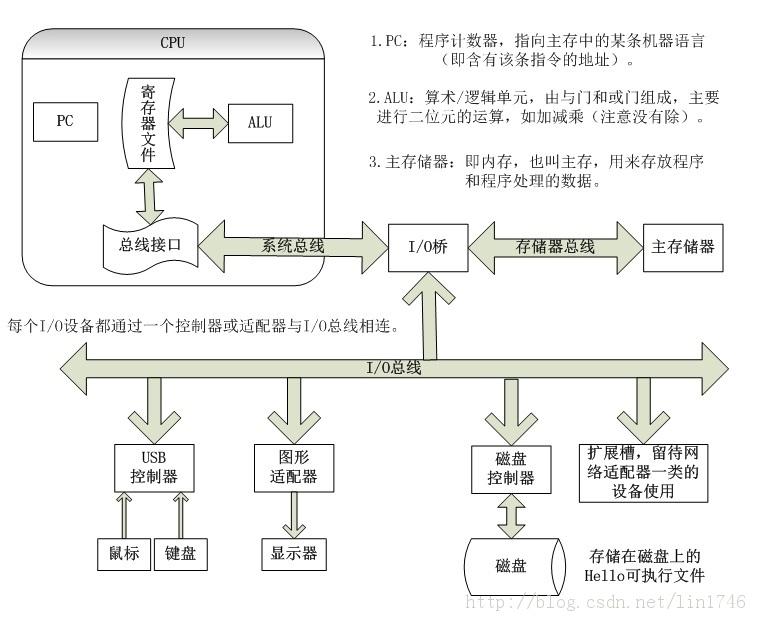 CPU
1.PC：程序计数器，指向主存中的某条机器语言
（即含有该条指令的地址）。
2.ALU：算术/逻辑单元，由与门和或门组成，主要
进行二位元的运算，如加减乘（注意没有除）。
3.主存储器：即内存，也叫主存，用来存放程序
和程序处理的数据。
PC
寄存器文件
ALU
总线接口
系统总线
I/O桥
存储器总线
主存储器
每个I/O设备都通过一个控制器或适配器与I/O总线相连。
I/O总线
USB
控制器
图形
适配器
磁盘
控制器
扩展槽，留待网
络适配器一类的
设备使用
鼠标
键盘
显示器
磁盘
存储在磁盘上的
Hello可执行文件
http://blog.csdn.net/lin1746